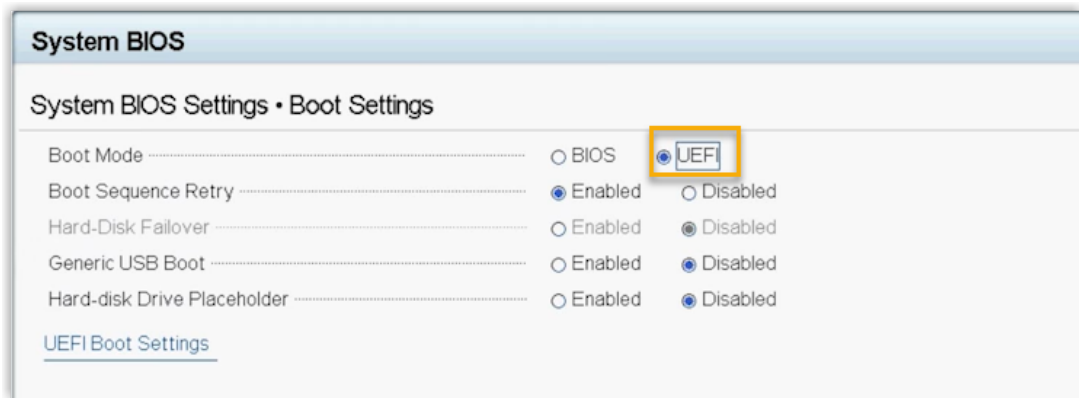 System BIOS
System BIOS Settings • Boot Settings
Boot Mode BIOS UEFI
Boot Sequence Retry Enabled Disabled
Hard-Disk Failover Enabled Disabled
Generic USB Boot Enabled Disabled
Hard-disk Drive Placeholder Enabled Disabled
UEFI Boot Settings